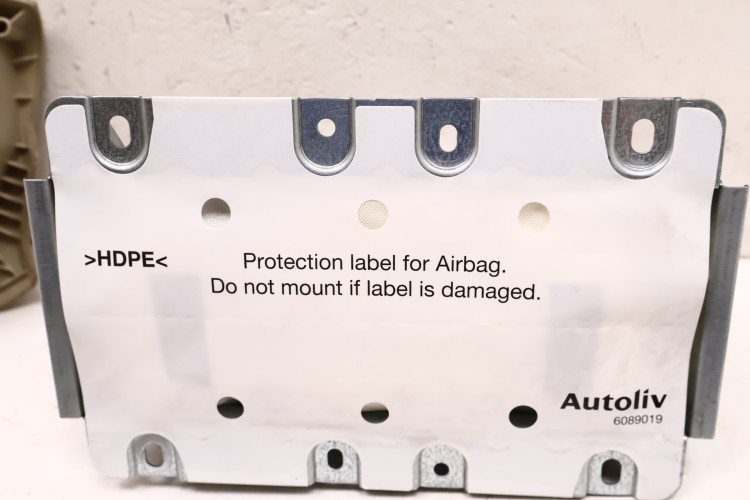 >HDPE<
Protection label for Airbag.
Do not mount if label is damaged.
Autoliv
6089019